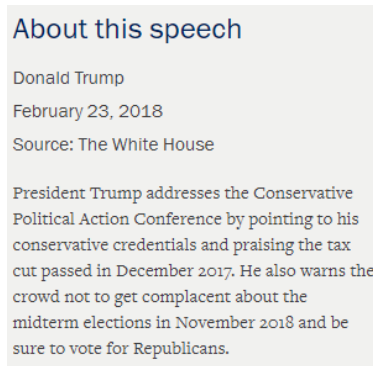 About this speech
Donald Trump
February 23, 2018
Source: The White House
President Trump addresses the Conservative
Political Action Conference by pointing to his
conservative credentials and praising the tax
cut passed in December 2017. He also warns the
crowd not to get complacent about the
midterm elections in November 2018 and be
sure to vote for Republicans.